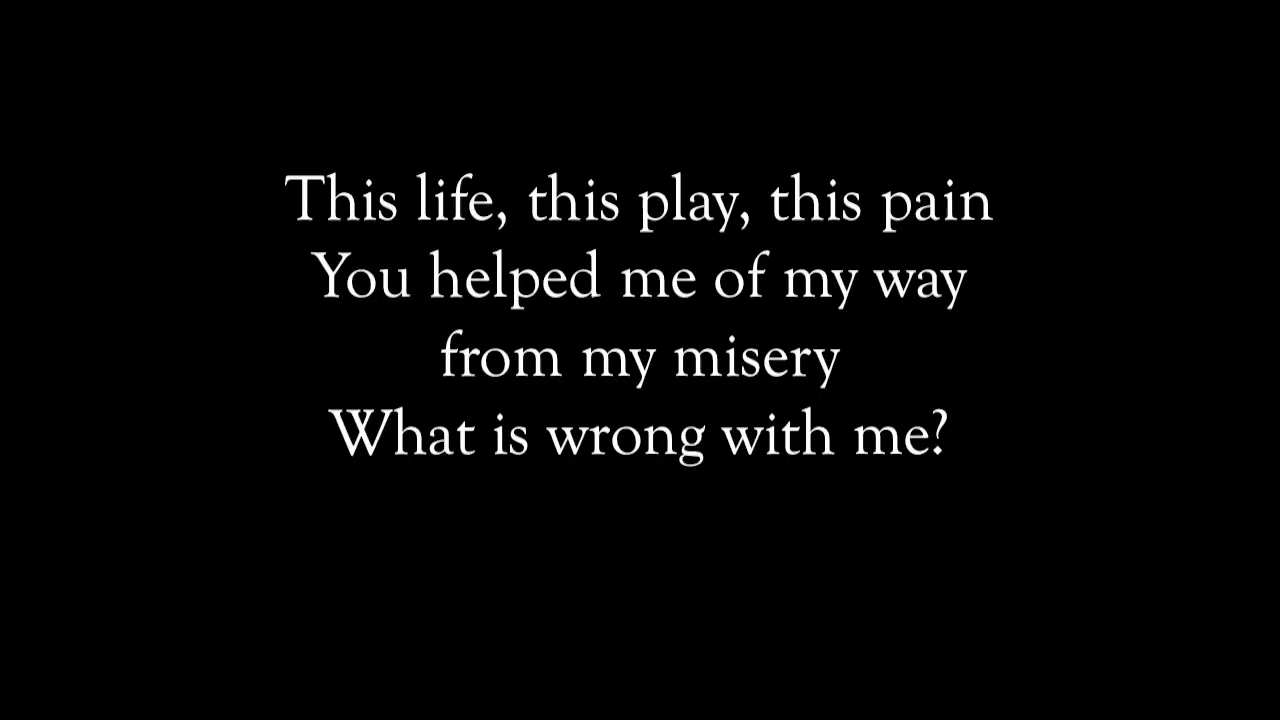 This life, this play, this pain
You helped me of my way
from my misery
What is wrong with me?